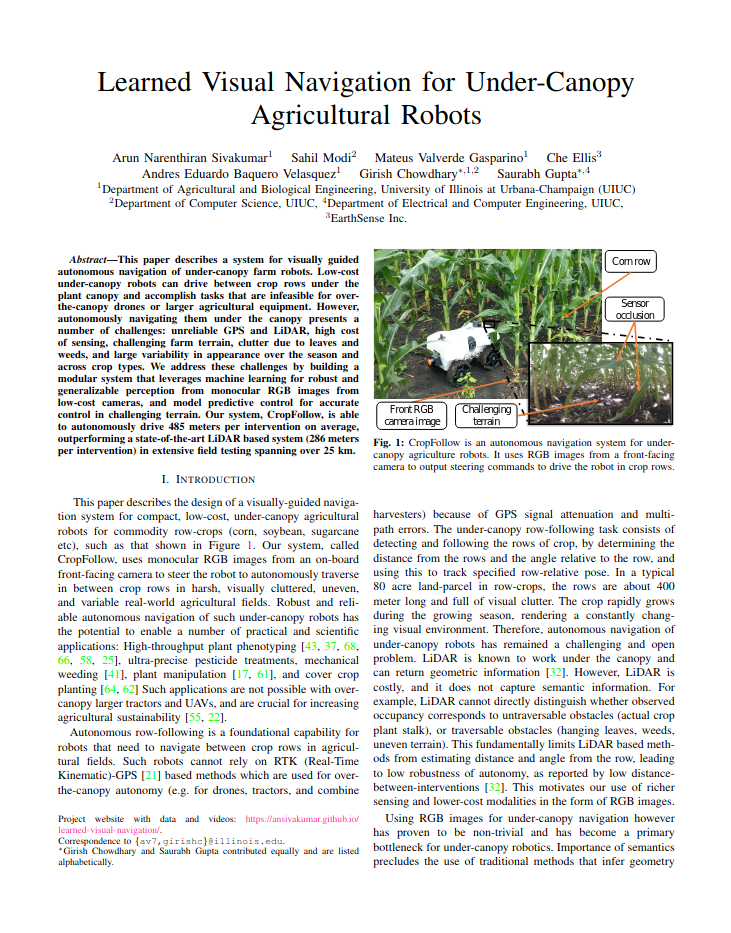 Learned Visual Navigation for Under-Canopy
Agricultural Robots
Arun Narenthiran Sivakumar1 Sahil Modi2 Mateus Valverde Gasparino1 Che Ellis3
Andres Eduardo Baquero Velasquez1 Girish Chowdhary∗,1,2 Saurabh Gupta∗,4
1Department of Agricultural and Biological Engineering, University of Illinois at Urbana-Champaign (UIUC)
2Department of Computer Science, UIUC, 4Department of Electrical and Computer Engineering, UIUC,
3EarthSense Inc.
Abstract—This paper describes a system for visually guided
autonomous navigation of under-canopy farm robots. Low-cost
under-canopy robots can drive between crop rows under the
plant canopy and accomplish tasks that are infeasible for over-
the-canopy drones or larger agricultural equipment. However,
autonomously navigating them under the canopy presents a
number of challenges: unreliable GPS and LiDAR, high cost
of sensing, challenging farm terrain, clutter due to leaves and
weeds, and large variability in appearance over the season and
across crop types. We address these challenges by building a
modular system that leverages machine learning for robust and
generalizable perception from monocular RGB images from
low-cost cameras, and model predictive control for accurate
control in challenging terrain. Our system, CropFollow, is able
to autonomously drive 485 meters per intervention on average,
outperforming a state-of-the-art LiDAR based system (286 meters
per intervention) in extensive field testing spanning over 25 km.
I. INTRODUCTION
This paper describes the design of a visually-guided naviga-
tion system for compact, low-cost, under-canopy agricultural
robots for commodity row-crops (corn, soybean, sugarcane
etc), such as that shown in Figure 1. Our system, called
CropFollow, uses monocular RGB images from an on-board
front-facing camera to steer the robot to autonomously traverse
in between crop rows in harsh, visually cluttered, uneven,
and variable real-world agricultural fields. Robust and reli-
able autonomous navigation of such under-canopy robots has
the potential to enable a number of practical and scientific
applications: High-throughput plant phenotyping [43, 37, 68,
66, 58, 25], ultra-precise pesticide treatments, mechanical
weeding [41], plant manipulation [17, 61], and cover crop
planting [64, 62] Such applications are not possible with over-
canopy larger tractors and UAVs, and are crucial for increasing
agricultural sustainability [55, 22].
Autonomous row-following is a foundational capability for
robots that need to navigate between crop rows in agricul-
tural fields. Such robots cannot rely on RTK (Real-Time
Kinematic)-GPS [21] based methods which are used for over-
the-canopy autonomy (e.g. for drones, tractors, and combine
Project website with data and videos: https://ansivakumar.github.io/
learned-visual-navigation/.
Correspondence to {av7,girishc}@illinois.edu.
∗Girish Chowdhary and Saurabh Gupta contributed equally and are listed
alphabetically.
Corn row
Sensor
occlusion
Front RGB
camera image
Challenging
terrain
Fig. 1: CropFollow is an autonomous navigation system for under-
canopy agriculture robots. It uses RGB images from a front-facing
camera to output steering commands to drive the robot in crop rows.
harvesters) because of GPS signal attenuation and multi-
path errors. The under-canopy row-following task consists of
detecting and following the rows of crop, by determining the
distance from the rows and the angle relative to the row, and
using this to track specified row-relative pose. In a typical
80 acre land-parcel in row-crops, the rows are about 400
meter long and full of visual clutter. The crop rapidly grows
during the growing season, rendering a constantly chang-
ing visual environment. Therefore, autonomous navigation of
under-canopy robots has remained a challenging and open
problem. LiDAR is known to work under the canopy and
can return geometric information [32]. However, LiDAR is
costly, and it does not capture semantic information. For
example, LiDAR cannot directly distinguish whether observed
occupancy corresponds to untraversable obstacles (actual crop
plant stalk), or traversable obstacles (hanging leaves, weeds,
uneven terrain). This fundamentally limits LiDAR based meth-
ods from estimating distance and angle from the row, leading
to low robustness of autonomy, as reported by low distance-
between-interventions [32]. This motivates our use of richer
sensing and lower-cost modalities in the form of RGB images.
Using RGB images for under-canopy navigation however
has proven to be non-trivial and has become a primary
bottleneck for under-canopy robotics. Importance of semantics
precludes the use of traditional methods that infer geometry